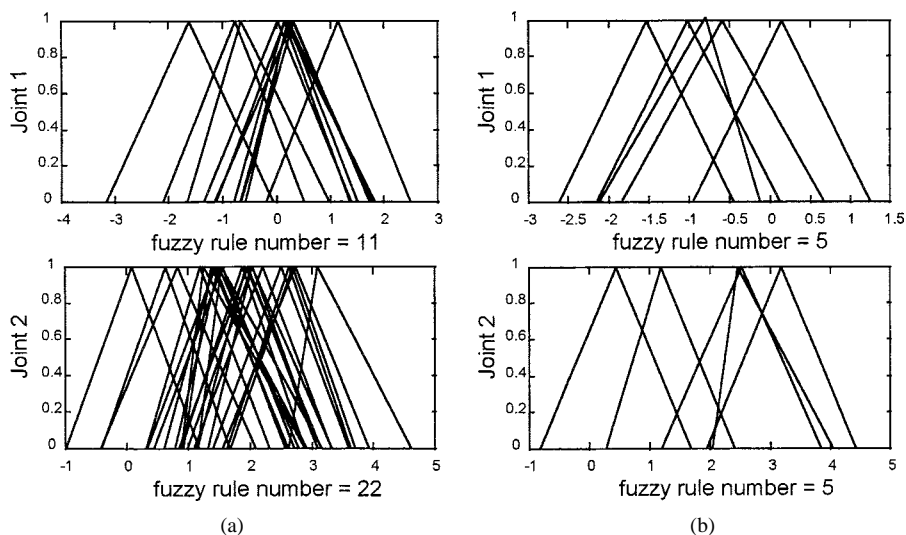 1
0.8
0.6
0.4
0.2
0
Joint 1
-4 -3 -2 -1 0 1 2 3
fuzzy rule number = 11
1
0.8
0.6
0.4
0.2
0
Joint 1
-3 -2.5 -2 -1.5 -1 -0.5 0 0.5 1 1.5
fuzzy rule number = 5
1
0.8
0.6
0.4
0.2
0
Joint 2
-1 0 1 2 3 4 5
fuzzy rule number = 22
(a)
1
0.8
0.6
0.4
0.2
0
Joint 2
-1 0 1 2 3 4 5
fuzzy rule number = 5
(b)